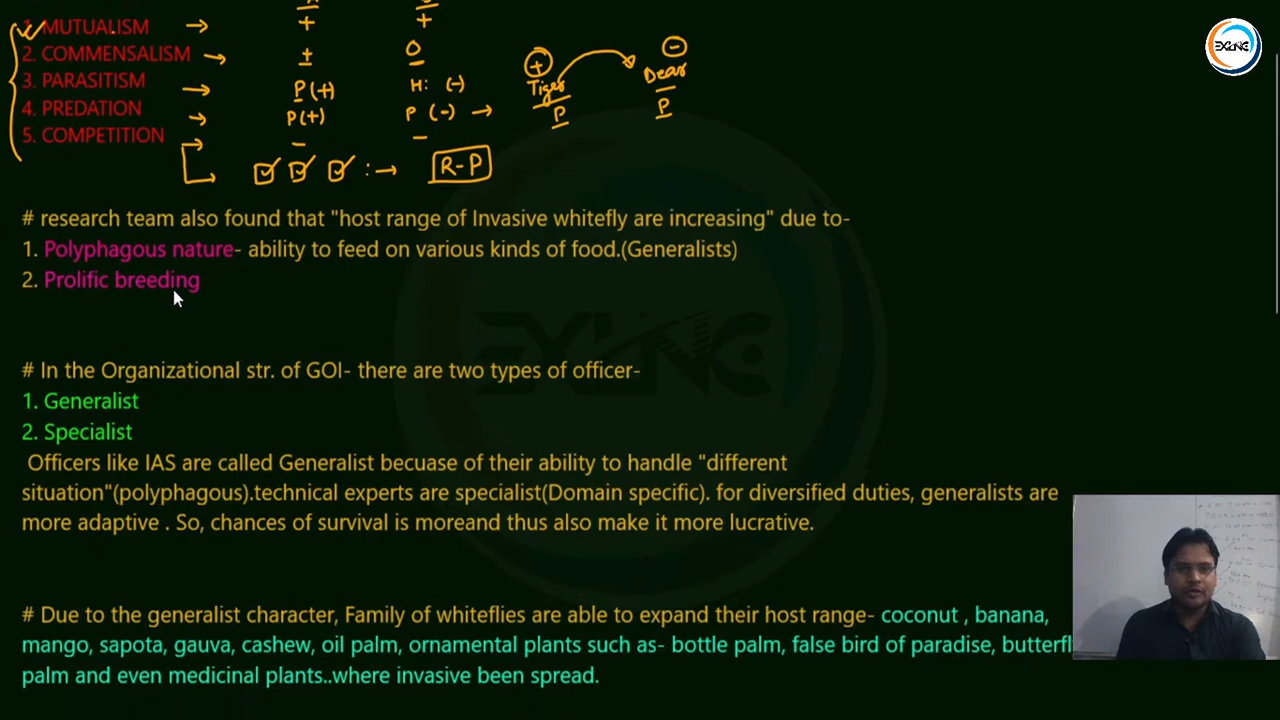 1. MUTUALISM → + +
2. COMMENSALISM → + 0
3. PARASITISM → P (+) H: (-)
4. PREDATION → P (+) P (-) → Tiger + P Dear - P
5. COMPETITION → - -
:→ R-P
# research team also found that "host range of Invasive whitefly are increasing" due to-
1. Polyphagous nature- ability to feed on various kinds of food.(Generalists)
2. Prolific breeding
# In the Organizational str. of GOI- there are two types of officer-
1. Generalist
2. Specialist
Officers like IAS are called Generalist becuase of their ability to handle "different
situation"(polyphagous).technical experts are specialist(Domain specific). for diversified duties, generalists are
more adaptive . So, chances of survival is moreand thus also make it more lucrative.
# Due to the generalist character, Family of whiteflies are able to expand their host range- coconut , banana,
mango, sapota, gauva, cashew, oil palm, ornamental plants such as- bottle palm, false bird of paradise, butterfl
palm and even medicinal plants..where invasive been spread.